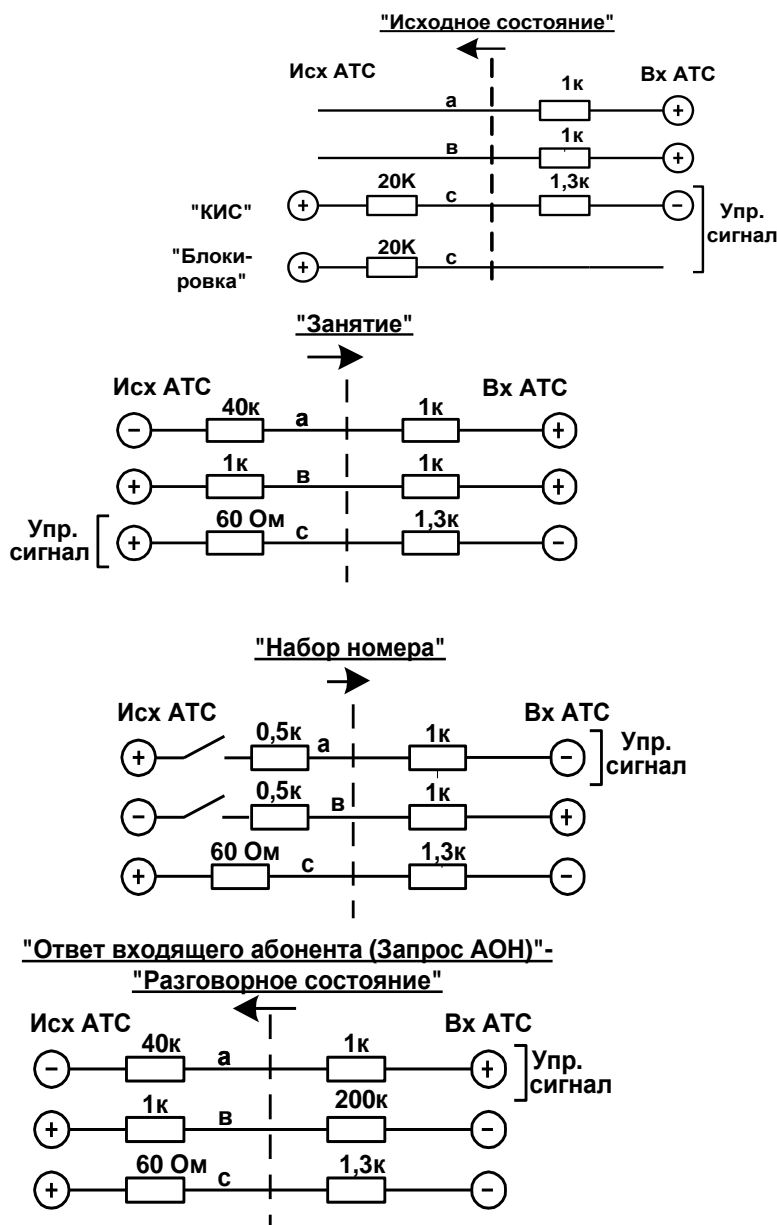 "Исходное состояние"
Исх АТС
Вх АТС
а
1к
+
в
1к
+
"КИС"
+
20К
с
1,3к
−
Упр.
сигнал
"Блоки-
ровка"
+
20К
с
"Занятие"
Исх АТС
Вх АТС
−
40к
а
1к
+
+
1к
в
1к
+
Упр.
сигнал
+
60 Ом
с
1,3к
−
"Набор номера"
Исх АТС
Вх АТС
+
0,5к
а
1к
−
Упр.
сигнал
−
0,5к
в
1к
+
+
60 Ом
с
1,3к
−
"Ответ входящего абонента (Запрос АОН)"-
"Разговорное состояние"
Исх АТС
Вх АТС
−
40к
а
1к
+
Упр.
сигнал
+
1к
в
200к
−
+
60 Ом
с
1,3к
−